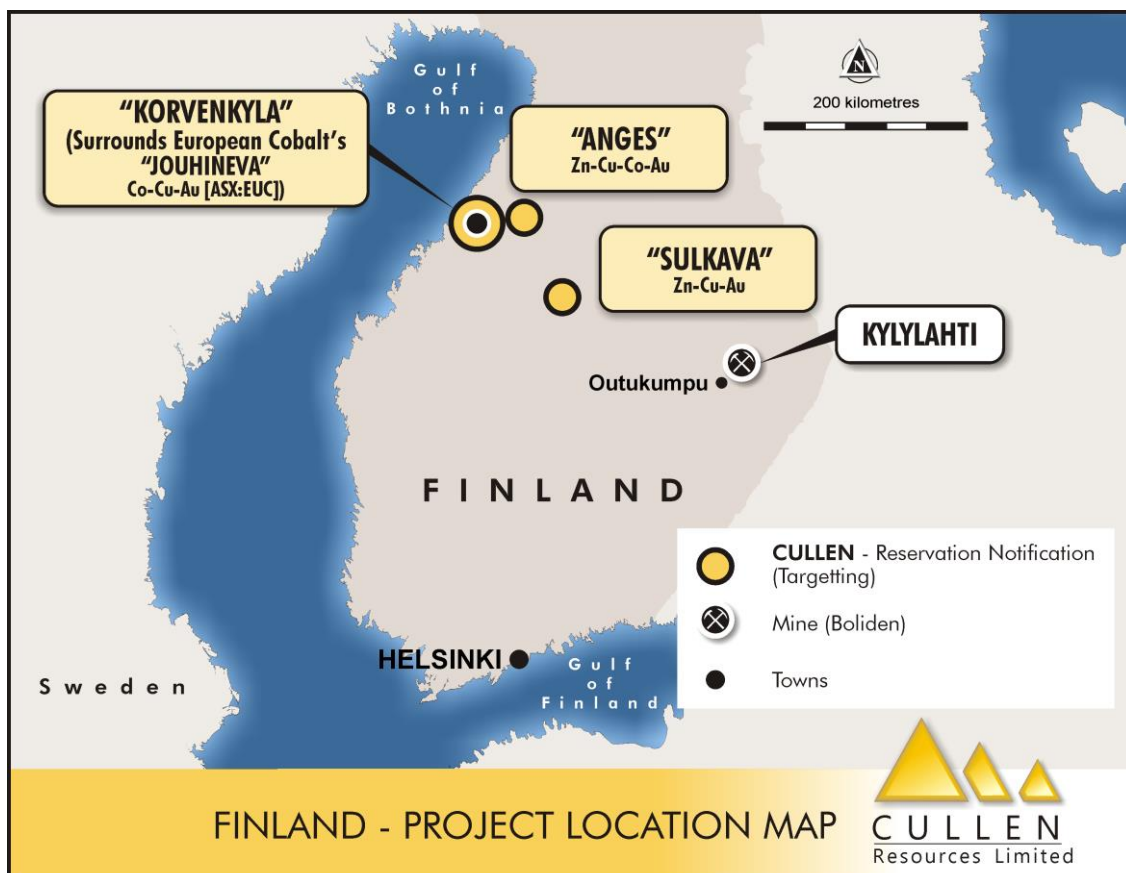 Gulf
of
Bothnia
N
200 kilometres
“KORVENKYLA”
(Surrounds European Cobalt's
“JOUHINEVA”
Co-Cu-Au [ASX:EUC])
“ANGES”
Zn-Cu-Co-Au
“SULKAVA”
Zn-Cu-Au
KYLYLAHTI
Outukumpu
FINLAND
CULLEN - Reservation Notification
(Targetting)
Mine (Boliden)
Towns
HELSINKI
Gulf
of
Finland
Sweden
FINLAND - PROJECT LOCATION MAP
CULLEN
Resources Limited